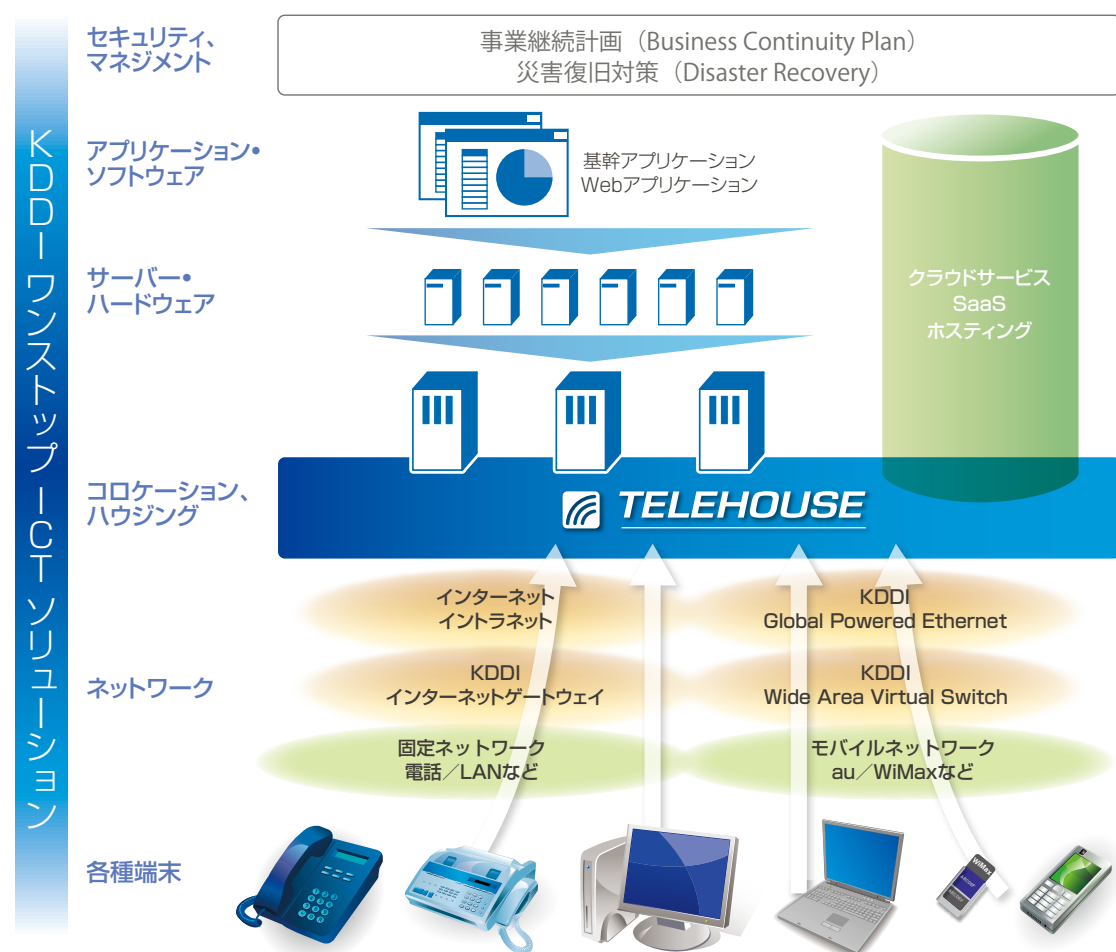 KDDI ワンストップ ICT ソリューション
セキュリティ、
マネジメント
事業継続計画（Business Continuity Plan）
災害復旧対策（Disaster Recovery）
アプリケーション・
ソフトウェア
基幹アプリケーション
Webアプリケーション
サーバー・
ハードウェア
クラウドサービス
SaaS
ホスティング
コロケーション、
ハウジング
TELEHOUSE
ネットワーク
インターネット
イントラネット
KDDI
Global Powered Ethernet
KDDI
インターネットゲートウェイ
KDDI
Wide Area Virtual Switch
固定ネットワーク
電話／LANなど
モバイルネットワーク
au／WiMaxなど
各種端末
WiMax